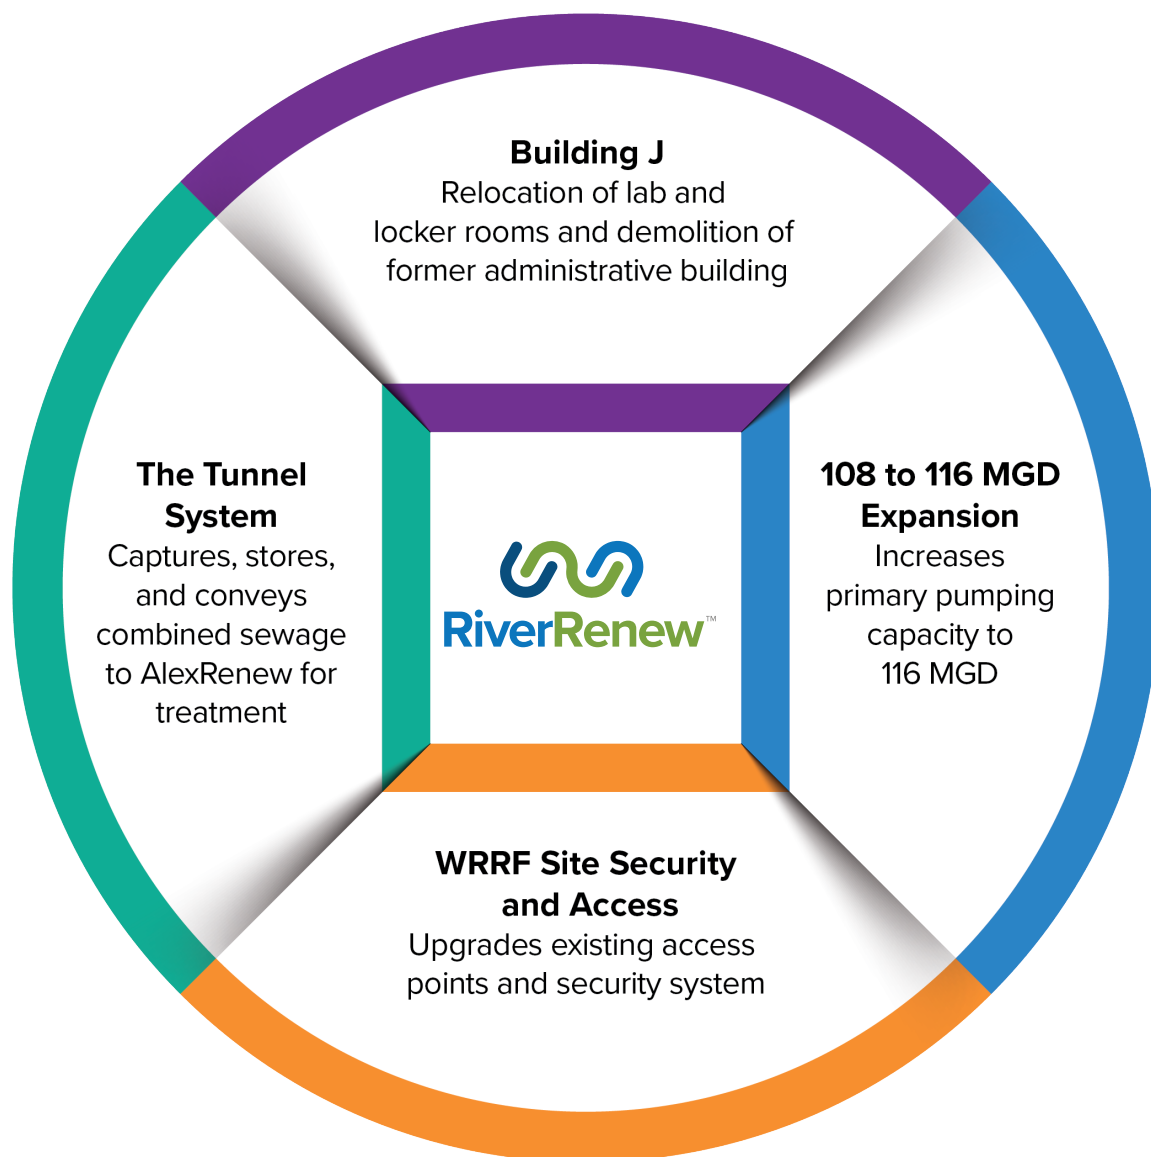 Building J
Relocation of lab and
locker rooms and demolition of
former administrative building
The Tunnel
System
Captures, stores,
and conveys
combined sewage
to AlexRenew for
treatment
RiverRenew™
108 to 116 MGD
Expansion
Increases
primary pumping
capacity to
116 MGD
WRRF Site Security
and Access
Upgrades existing access
points and security system